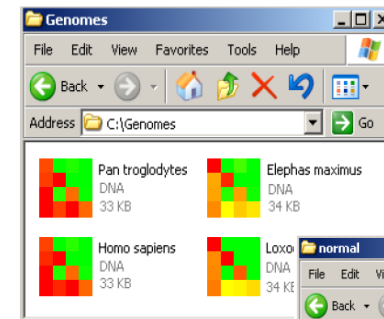 Genomes
File Edit View Favorites Tools Help
Back
Address C:\Genomes Go
Pan troglodytes
DNA
33 KB
Elephas maximus
DNA
34 KB
Homo sapiens
DNA
33 KB
DNA
34 KB
normal
File Edit
Back